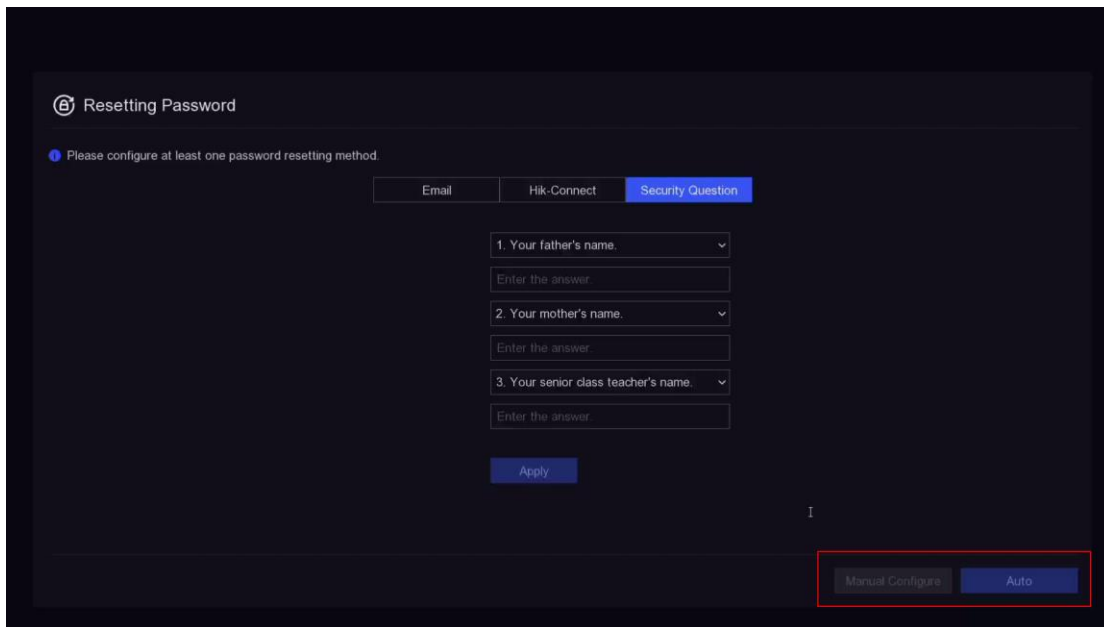 Resetting Password
Please configure at least one password resetting method.
Email Hik-Connect Security Question
1. Your father's name.
Enter the answer.
2. Your mother's name.
Enter the answer.
3. Your senior class teacher's name.
Enter the answer.
Apply
Manual Configure Auto